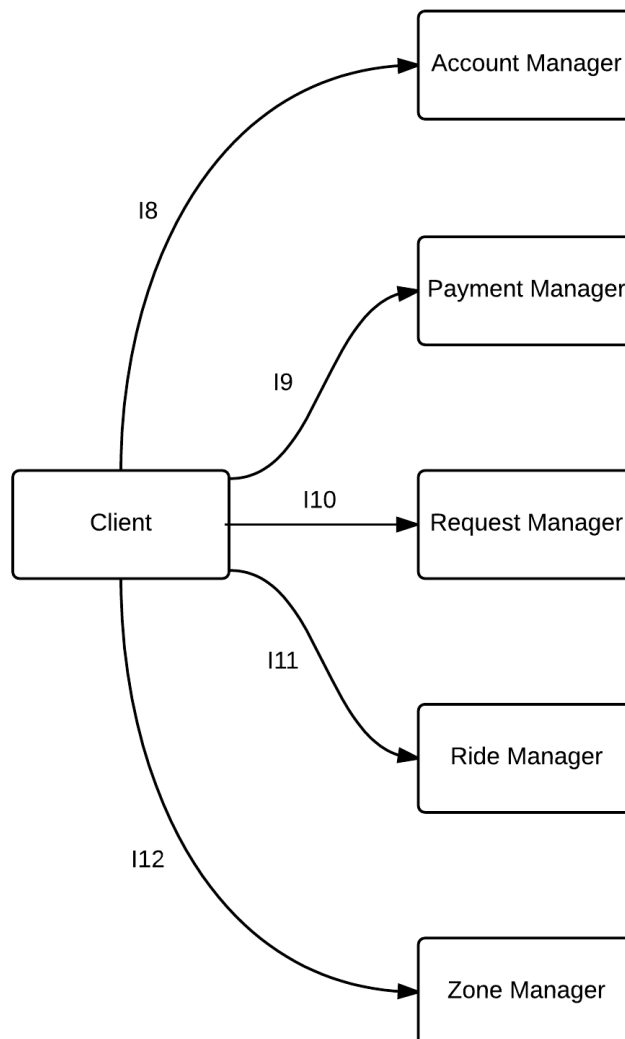 Account Manager
I8
Payment Manager
I9
I10
Client
Request Manager
I11
Ride Manager
I12
Zone Manager